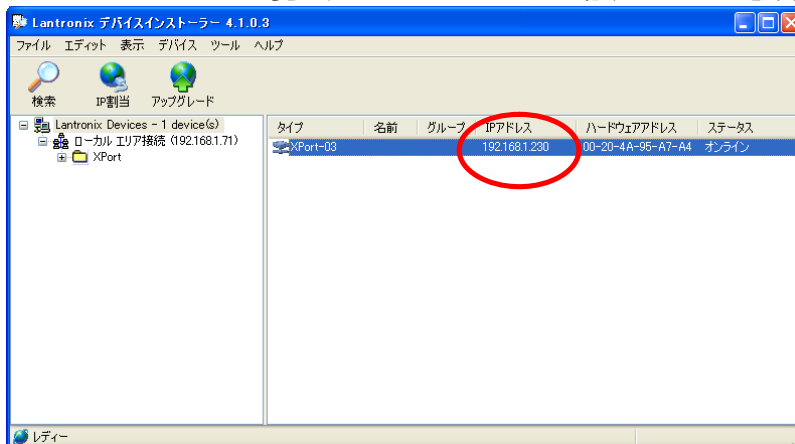 Lantronix デバイスインストーラー 4.1.0.3
ファイル エディット 表示 デバイス ツール ヘルプ
検索 IP割当 アップグレード
Lantronix Devices - 1 device(s)
ローカル エリア接続 (192.168.1.71)
XPort
タイプ 名前 グループ IPアドレス ハードウェアアドレス ステータス
XPort-03 192.168.1.230 00-20-4A-95-A7-A4 オンライン
レディー